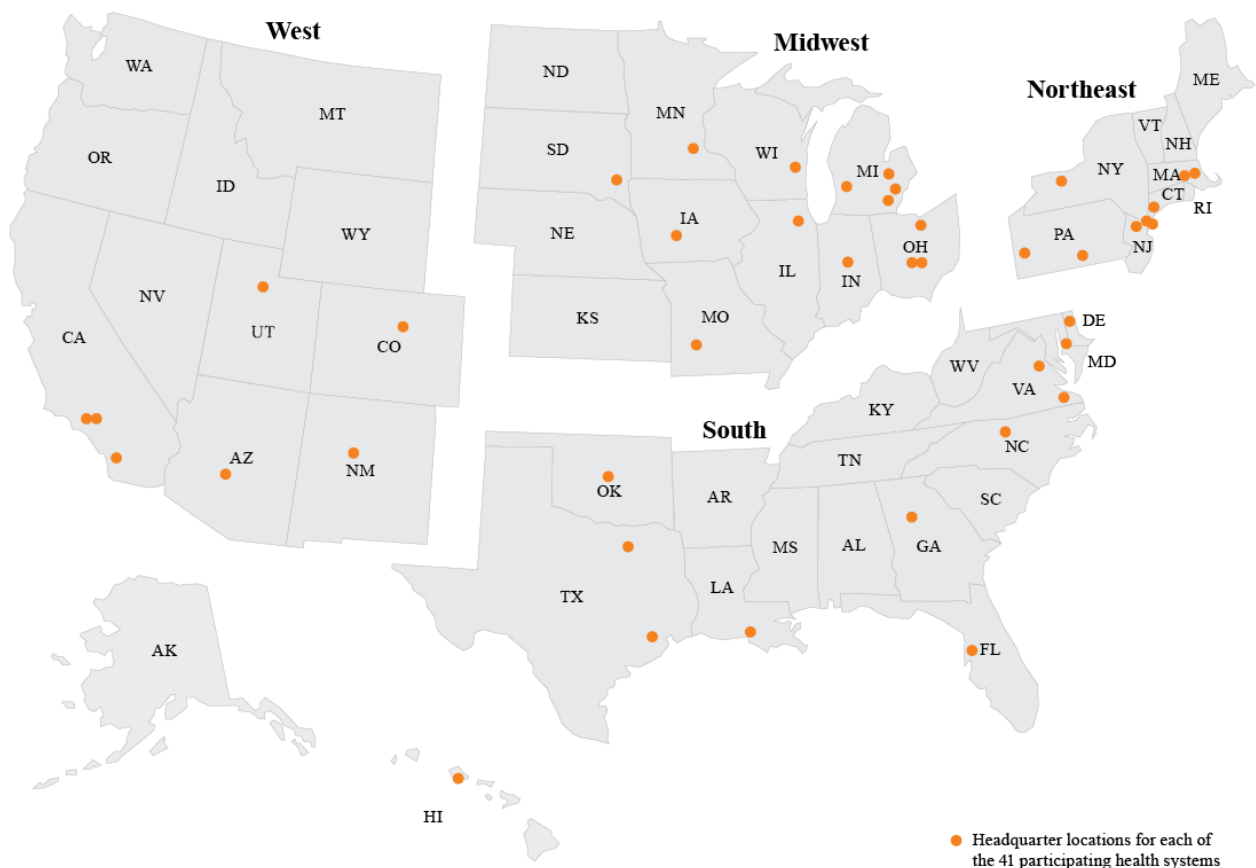 West
WA
MT
OR
ID
WY
NV
UT
CA
CO
AZ
NM
AK
HI
Midwest
ND
MN
SD
WI
MI
IA
NE
IL
IN
OH
KS
MO
Northeast
ME
VT
NH
NY
MA
CT
RI
PA
NJ
South
DE
MD
WV
VA
KY
NC
TN
OK
AR
SC
MS
AL
GA
LA
TX
FL
Headquarter locations for each of
the 41 participating health systems